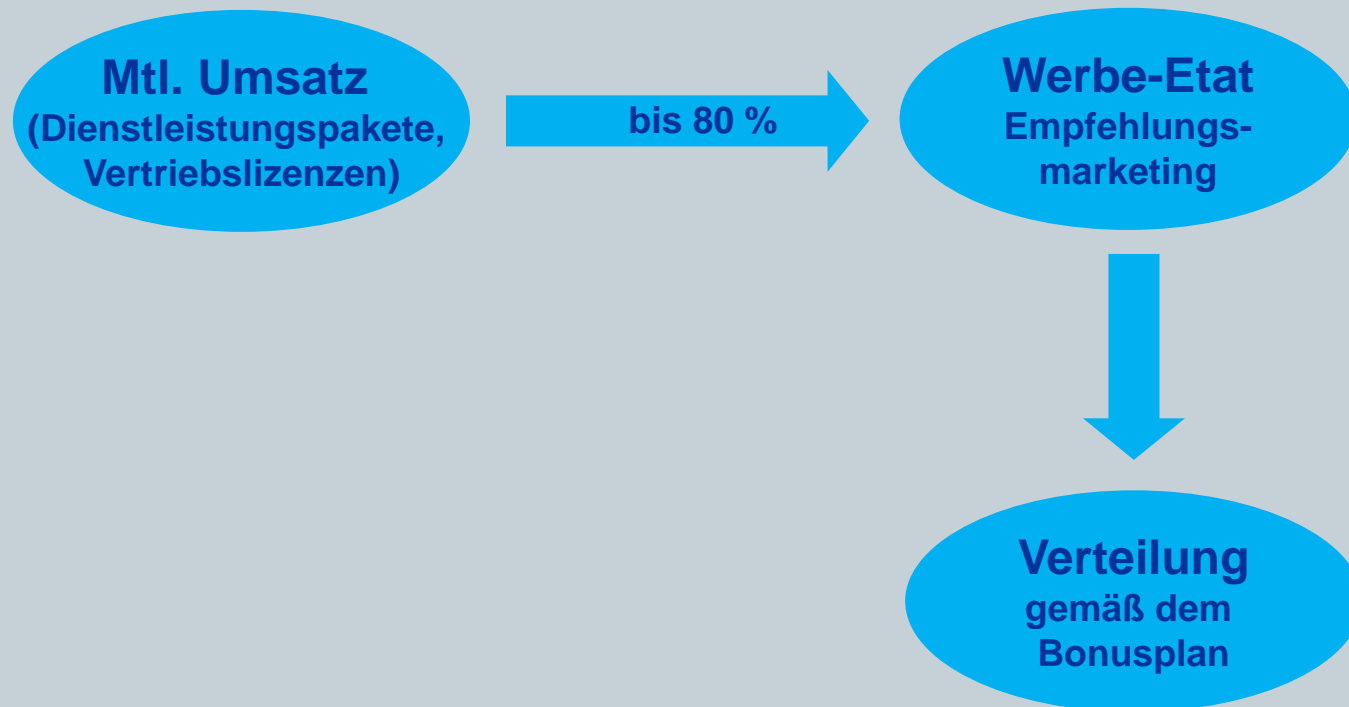 Mtl. Umsatz
(Dienstleistungspakete,
Vertriebslizenzen)
bis 80 %
Werbe-Etat
Empfehlungs-
marketing
Verteilung
gemäß dem
Bonusplan